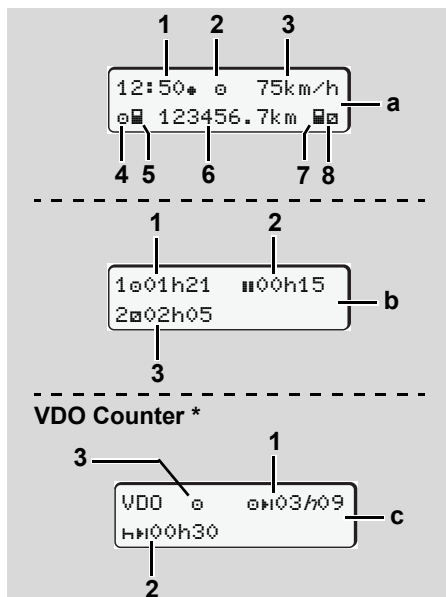 1 2 3
12:50 75km/h
a
123456.7km
4 5 6 7 8
1 2
1 01h21 00h15
b
2 02h05
3
VDO Counter *
1
3
VDO 03h09
c
00h30
2